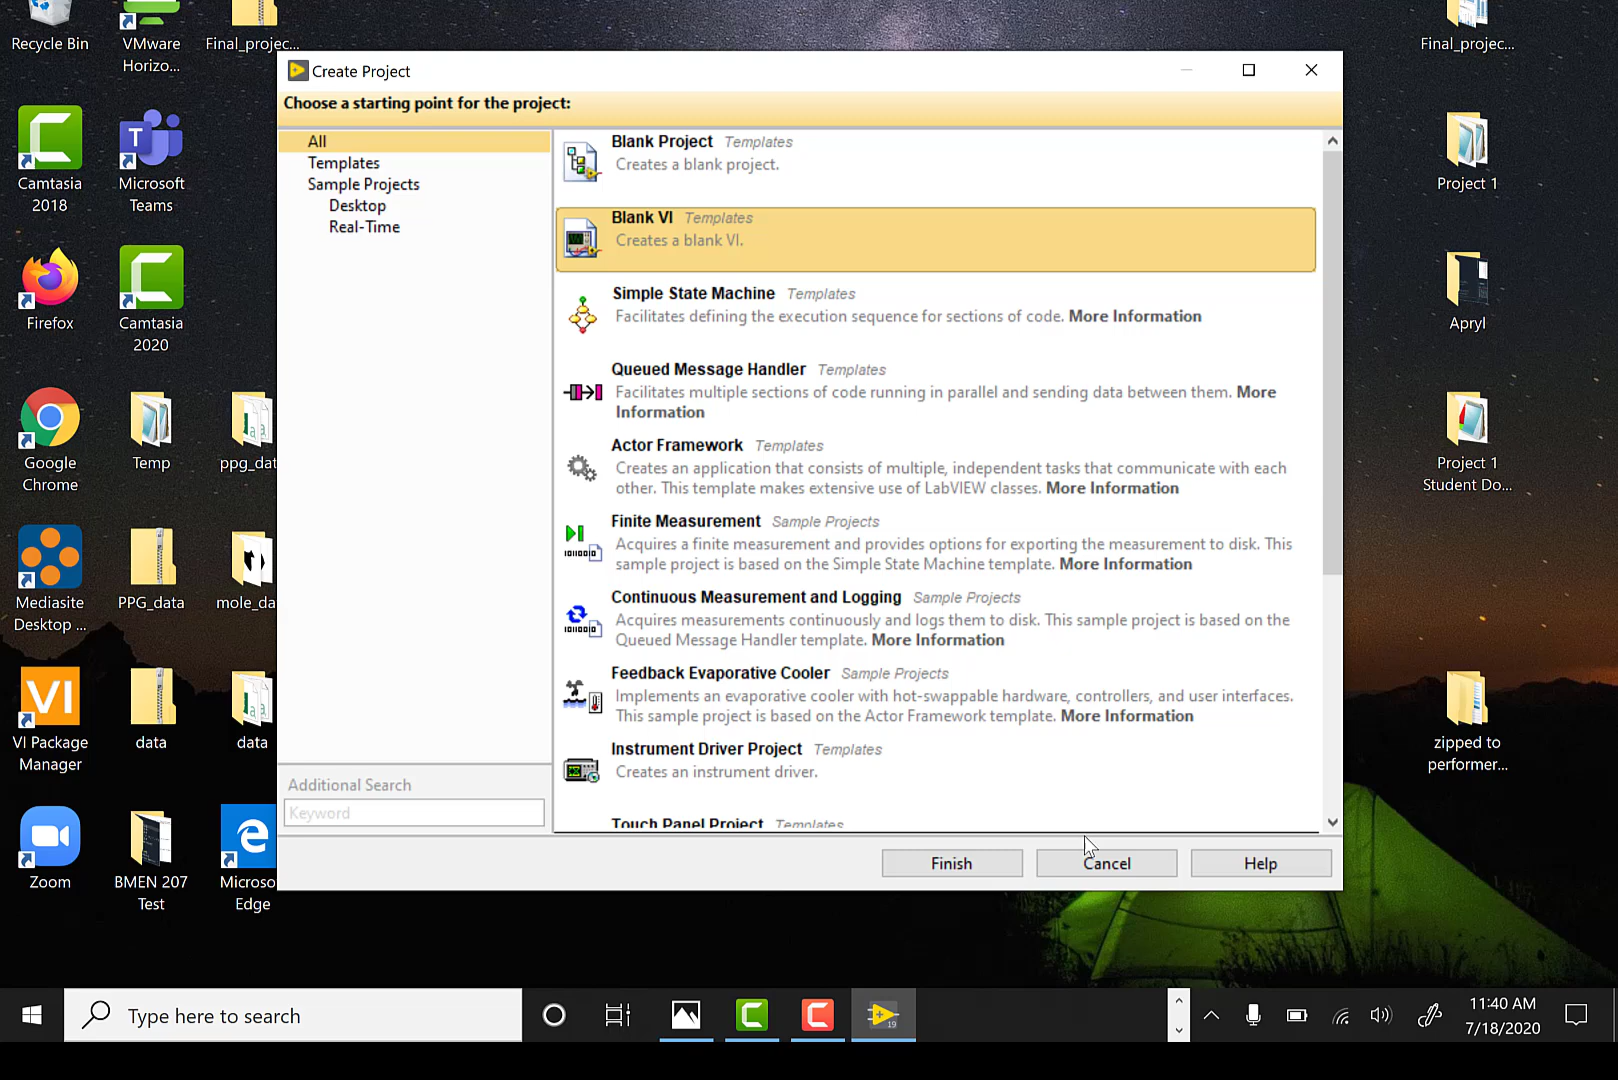 Recycle Bin
VMware
Horizo...
Final_projec...
Final_projec...
Create Project
Choose a starting point for the project:
All
Templates
Sample Projects
Desktop
Real-Time
Blank Project Templates
Creates a blank project.
Blank VI Templates
Creates a blank VI.
Simple State Machine Templates
Facilitates defining the execution sequence for sections of code. More Information
Queued Message Handler Templates
Facilitates multiple sections of code running in parallel and sending data between them. More
Information
Actor Framework Templates
Creates an application that consists of multiple, independent tasks that communicate with each
other. This template makes extensive use of LabVIEW classes. More Information
Finite Measurement Sample Projects
Acquires a finite measurement and provides options for exporting the measurement to disk. This
sample project is based on the Simple State Machine template. More Information
Continuous Measurement and Logging Sample Projects
Acquires measurements continuously and logs them to disk. This sample project is based on the
Queued Message Handler template. More Information
Feedback Evaporative Cooler Sample Projects
Implements an evaporative cooler with hot-swappable hardware, controllers, and user interfaces.
This sample project is based on the Actor Framework template. More Information
Instrument Driver Project Templates
Creates an instrument driver.
Touch Panel Project Templates
Additional Search
Keyword
Finish
Cancel
Help
Camtasia
2018
Microsoft
Teams
Firefox
Camtasia
2020
Google
Chrome
Temp
ppg_dat
Mediasite
Desktop ...
PPG_data
mole_da
VI
VI Package
Manager
data
data
Zoom
BMEN 207
Test
Microso
Edge
Project 1
Apryl
Project 1
Student Do...
zipped to
performer...
Type here to search
19
11:40 AM
7/18/2020